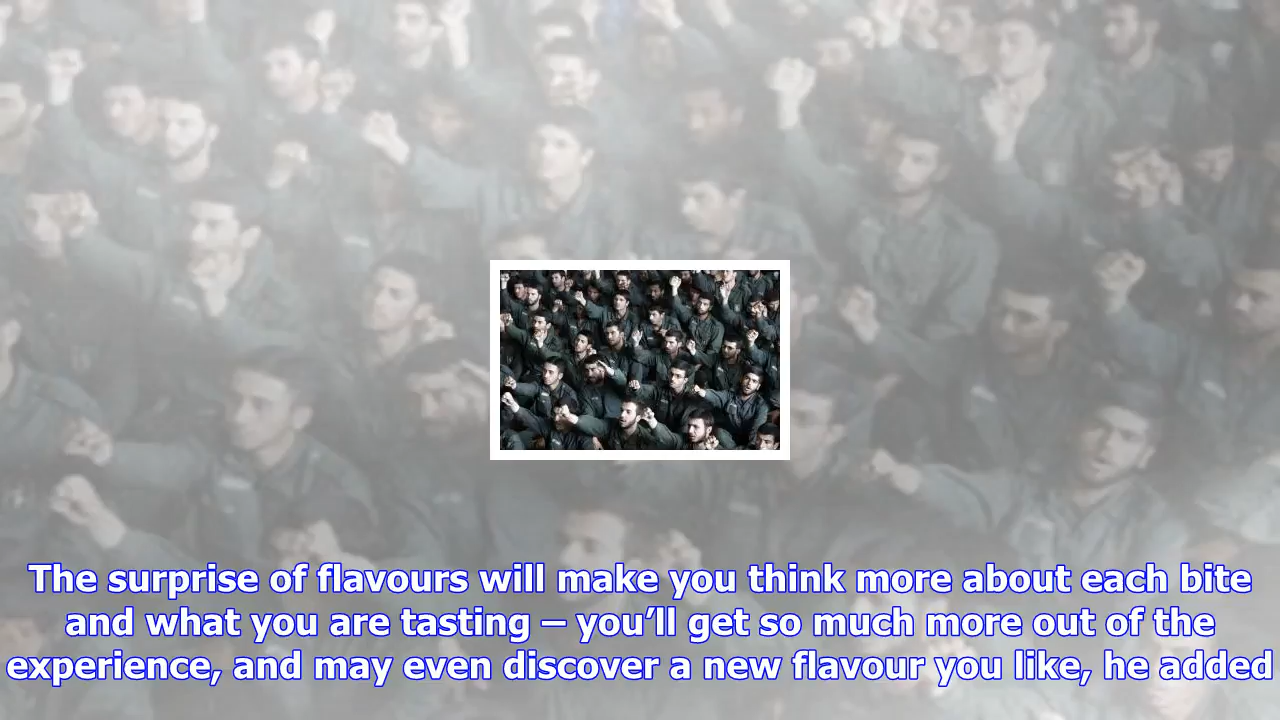 The surprise of flavours will make you think more about each bite
and what you are tasting – you’ll get so much more out of the
experience, and may even discover a new flavour you like, he added